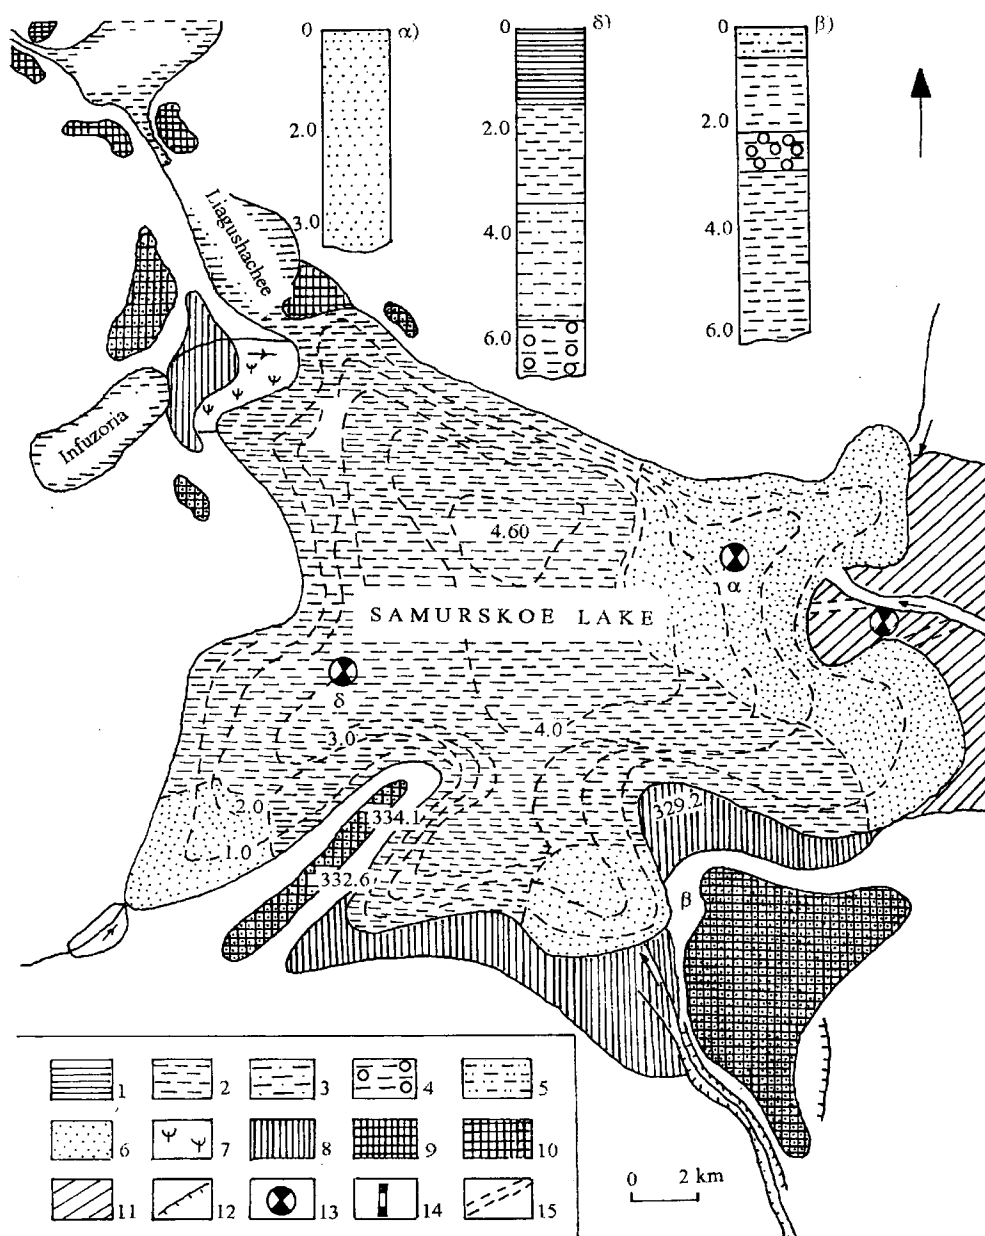 0 α)
2.0
3.0
0 δ)
2.0
4.0
6.0
0 β)
2.0
4.0
6.0
Liagushachee
Infuzoria
4.60
α
SAMURSKOE LAKE
δ
3.0
4.0
2.0
1.0
334.1
332.6
329.2
β
1 2 3 4 5
6 7 8 9 10
11 12 13 14 15
0 2 km